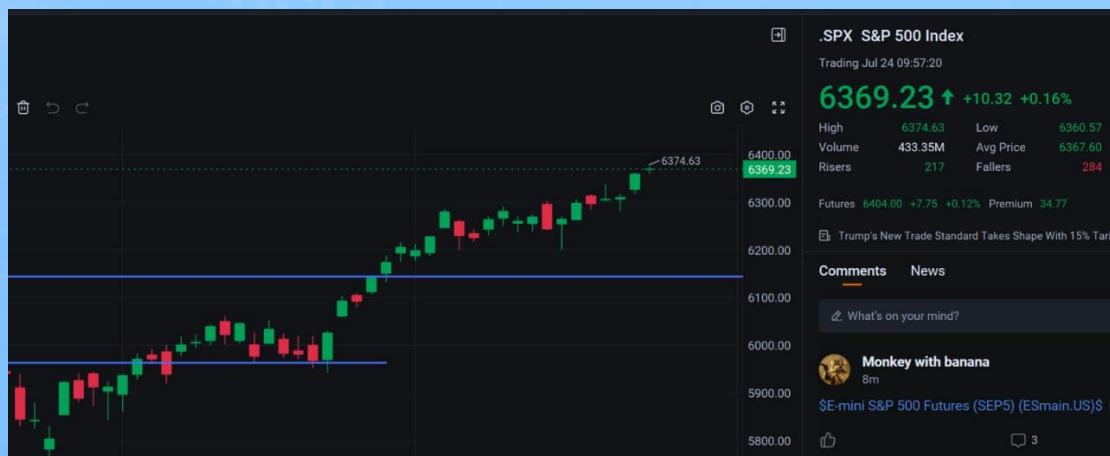 .SPX S&P 500 Index
Trading Jul 24 09:57:20
6369.23 +10.32 +0.16%
High 6374.63 Low 6360.57
Volume 433.35M Avg Price 6367.60
Risers 217 Fallers 284
Futures 6404.00 +7.75 +0.12% Premium 34.77
Trump's New Trade Standard Takes Shape With 15% Tari
Comments News
What's on your mind?
Monkey with banana
8m
$E-mini S&P 500 Futures (SEP5) (ESmain.US)$
3
6374.63
6400.00
6369.23
6300.00
6200.00
6100.00
6000.00
5900.00
5800.00